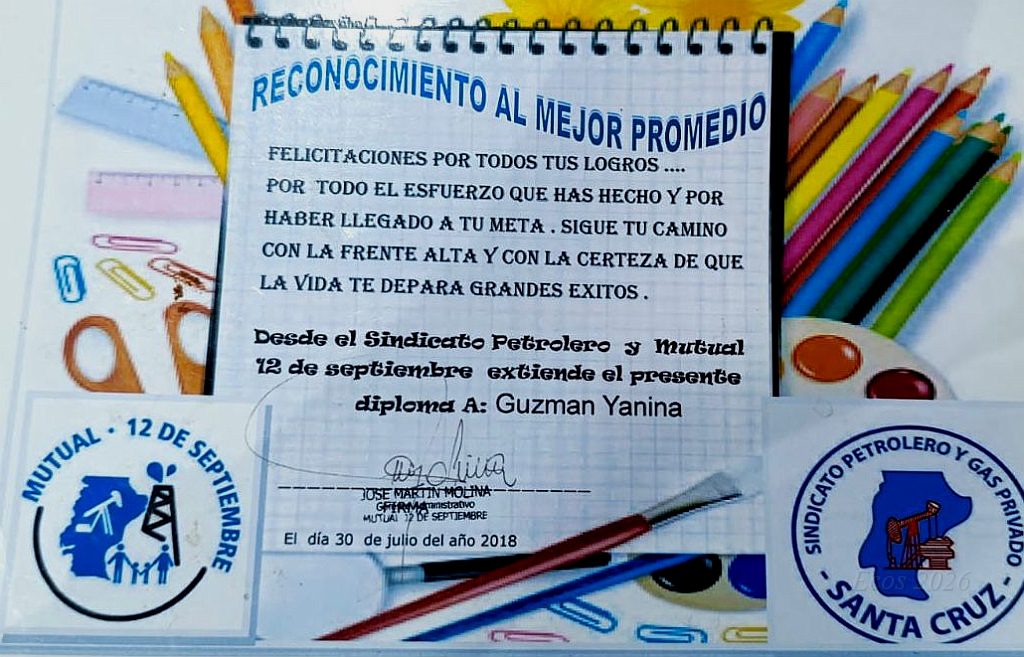 RECONOCIMIENTO AL MEJOR PROMEDIO
FELICITACIONES POR TODOS TUS LOGROS ....
POR TODO EL ESFUERZO QUE HAS HECHO Y POR
HABER LLEGADO A TU META . SIGUE TU CAMINO
CON LA FRENTE ALTA Y CON LA CERTEZA DE QUE
LA VIDA TE DEPARA GRANDES EXITOS .
Desde el Sindicato Petrolero y Mutual
12 de septiembre extiende el presente
diploma A: Guzman Yanina
JOSE MARTIN MOLINA
FIRMA
MUTUAL 12 DE SEPTIEMBRE
El día 30 de julio del año 2018
MUTUAL · 12 DE SEPTIEMBRE
SINDICATO PETROLERO Y GAS PRIVADO
- SANTA CRUZ -
2026